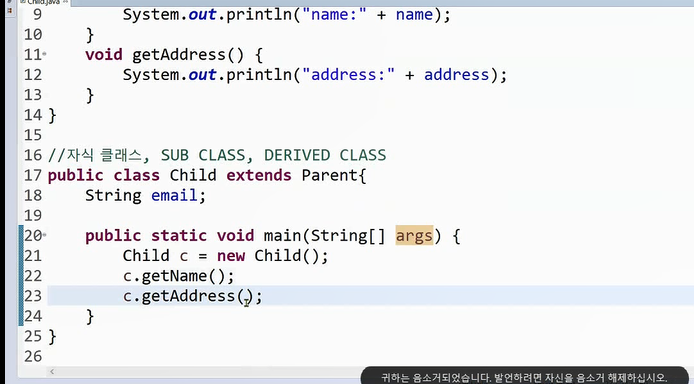 Child.java
9 System.out.println("name:" + name);
10 }
11 void getAddress() {
12 System.out.println("address:" + address);
13 }
14 }
15
16 //자식 클래스, SUB CLASS, DERIVED CLASS
17 public class Child extends Parent{
18 String email;
19
20 public static void main(String[] args) {
21 Child c = new Child();
22 c.getName();
23 c.getAddress();
24 }
25 }
26
귀하는 음소거되었습니다. 발언하려면 자신을 음소거 해제하십시오.